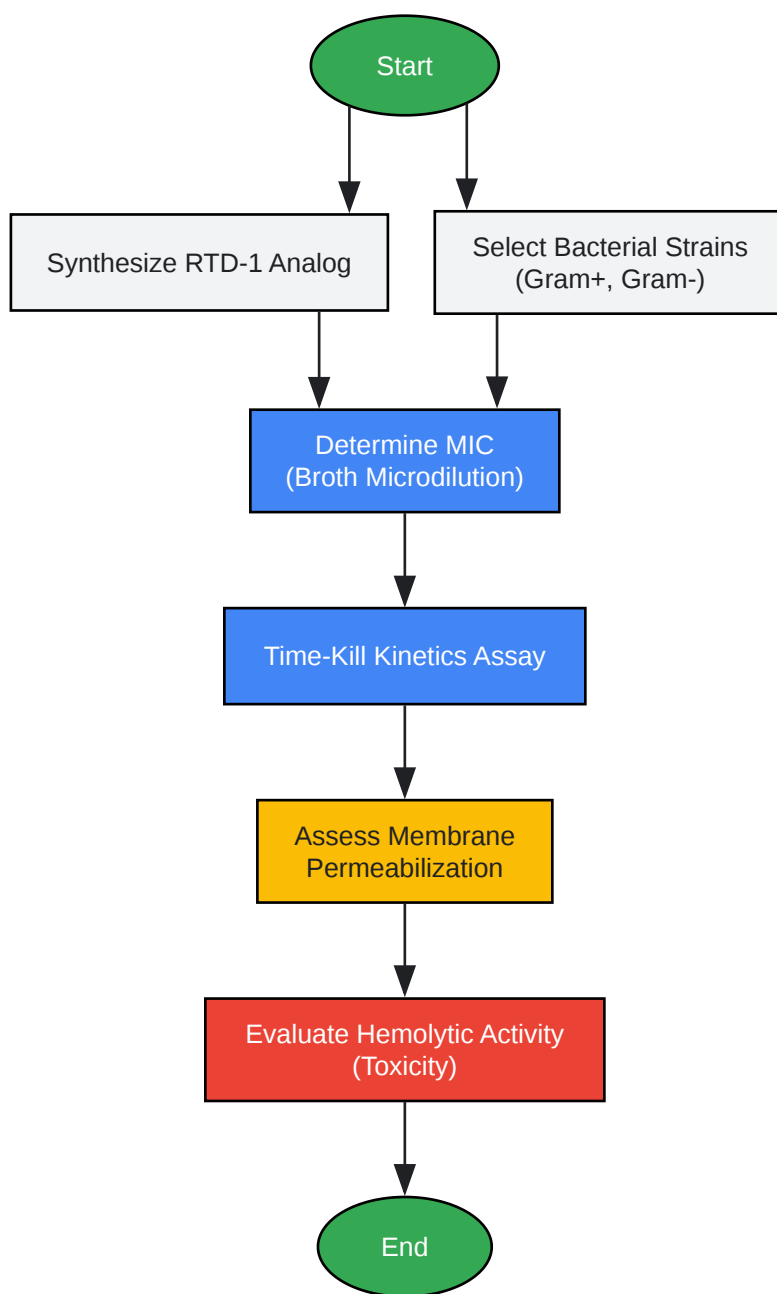 Start
Synthesize RTD-1 Analog
Select Bacterial Strains
(Gram+, Gram-)
Determine MIC
(Broth Microdilution)
Time-Kill Kinetics Assay
Assess Membrane
Permeabilization
Evaluate Hemolytic Activity
(Toxicity)
End